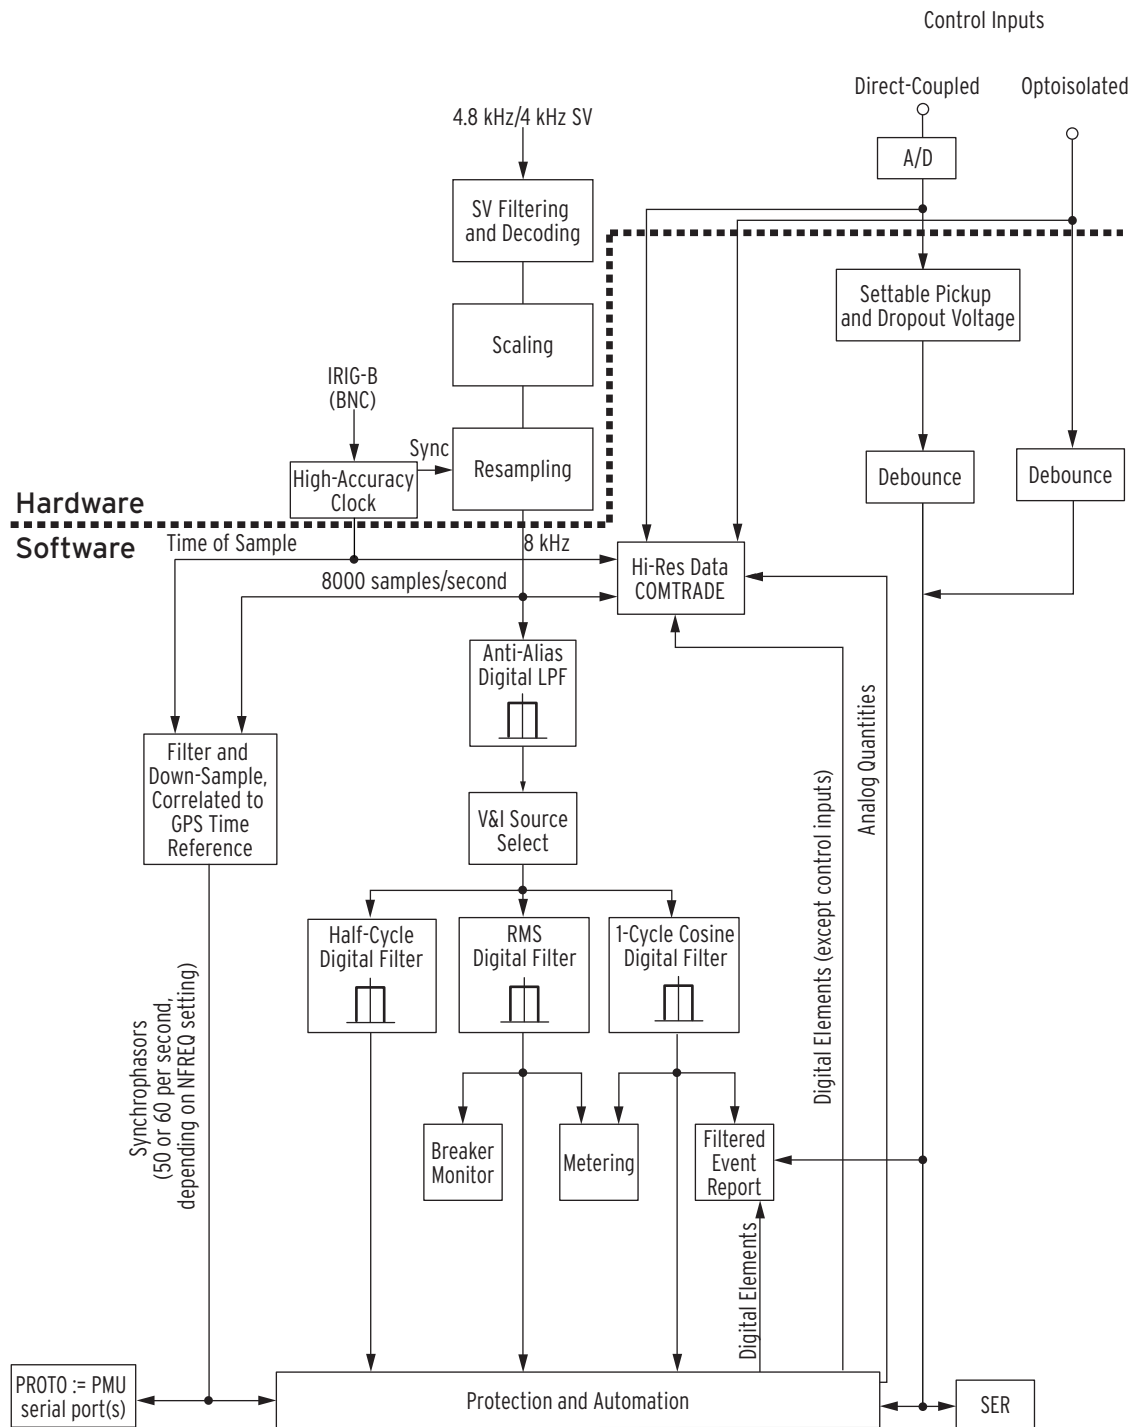 Control Inputs
Direct-Coupled
Optoisolated
4.8 kHz/4 kHz SV
A/D
SV Filtering
and Decoding
Settable Pickup
and Dropout Voltage
Scaling
IRIG-B
(BNC)
Sync
High-Accuracy
Clock
Resampling
Debounce
Debounce
Hardware
Software
Time of Sample
8 kHz
8000 samples/second
Hi-Res Data
COMTRADE
Anti-Alias
Digital LPF
Filter and
Down-Sample,
Correlated to
GPS Time
Reference
V&I Source
Select
Half-Cycle
Digital Filter
RMS
Digital Filter
1-Cycle Cosine
Digital Filter
Digital Elements (except control inputs)
Analog Quantities
Synchrophasors
(50 or 60 per second,
depending on NFREQ setting)
Breaker
Monitor
Metering
Filtered
Event
Report
Digital Elements
PROTO := PMU
serial port(s)
Protection and Automation
SER